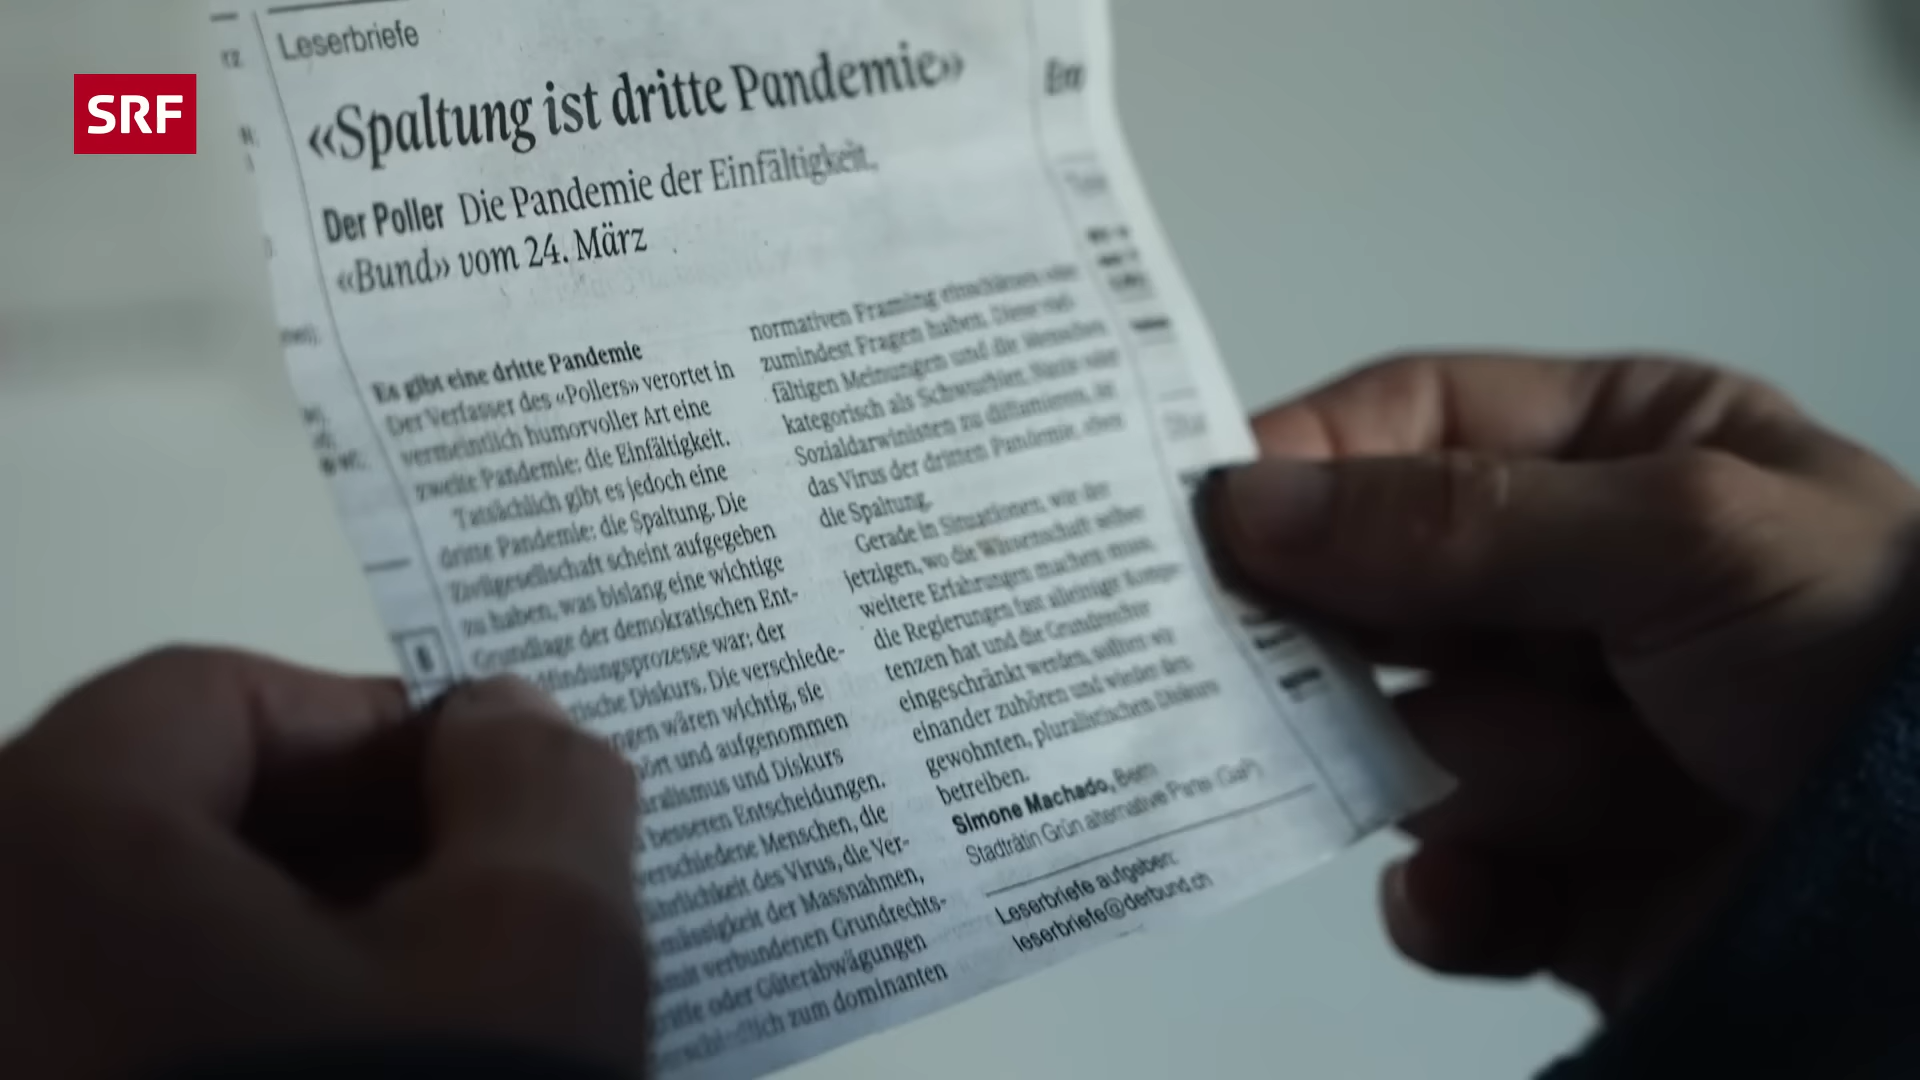 SRF
Leserbriefe
«Spaltung ist dritte Pandemie»
Der Poller Die Pandemie der Einfältigkeit,
«Bund» vom 24. März
Es gibt eine dritte Pandemie
Der Verfasser des «Pollers» verortet in
vermeintlich humorvoller Art eine
zweite Pandemie: die Einfältigkeit.
Tatsächlich gibt es jedoch eine
dritte Pandemie: die Spaltung. Die
Zivilgesellschaft scheint aufgegeben
zu haben, was bislang eine wichtige
Grundlage der demokratischen Ent-
findungsprozesse war: der
Diskurs. Die verschiede-
wären wichtig, sie
und aufgenommen
und Diskurs
besseren Entscheidungen.
verschiedene Menschen, die
des Virus, die Ver-
der Massnahmen,
mit verbundenen Grundrechts-
oder Güterabwägungen
zum dominanten
normativen Framing einschätzen oder
zumindest Fragen haben. Diese viel-
fältigen Meinungen und die Menschen
kategorisch als Schwurbler, Nazis oder
Sozialdarwinisten zu diffamieren, ist
das Virus der dritten Pandemie, eben
die Spaltung.
Gerade in Situationen, wie der
jetzigen, wo die Wissenschaft selber
weitere Erfahrungen machen muss,
die Regierungen fast alleinige Kompe-
tenzen hat und die Grundrechte
eingeschränkt werden, sollten wir
einander zuhören und wieder den
gewohnten, pluralistischen Diskurs
betreiben.
Simone Machado, Bern
Stadträtin Grün alternative Partei (GaP)
Leserbriefe aufgeben:
leserbriefe@derbund.ch